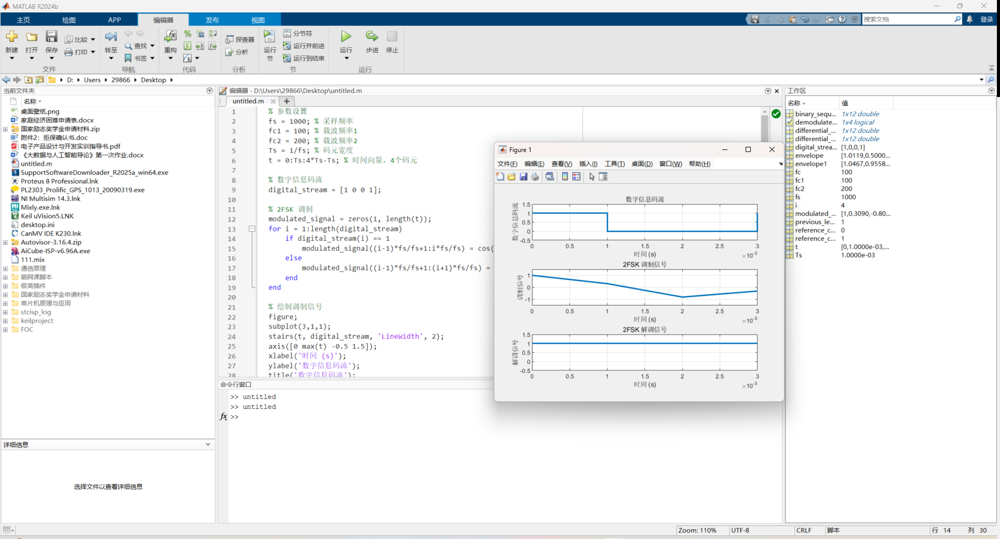 MATLAB R2024b
主页 绘图 APP 编辑器 发布 视图
搜索文档 登录
新建 打开 保存 比较 打印 转至 查找 书签 重构 探查器 分析 运行节 分节符 运行并前进 运行到结束 运行 步进 停止
文件 导航 代码 分析 节 运行
D: Users 29866 Desktop
当前文件夹
名称
桌面壁纸.png
家庭经济困难申请表.docx
国家励志奖学金申请材料.zip
附件2：拒保确认书.doc
电子产品设计与开发实训指导书.pdf
《大数据与人工智能导论》第一次作业.docx
untitled.m
SupportSoftwareDownloader_R2025a_win64.exe
Proteus 8 Professional.lnk
PL2303_Prolific_GPS_1013_20090319.exe
NI Multisim 14.3.lnk
Mixly.exe.lnk
Keil uVision5.LNK
desktop.ini
CanMV IDE K230.lnk
Autovisor-3.16.4.zip
AiCube-ISP-v6.96A.exe
111.mix
通信原理
刷网课脚本
极简插件
国家励志奖学金申请材料
单片机原理与应用
stcisp_log
keilproject
FOC
详细信息
选择文件以查看详细信息
编辑器 - D:\Users\29866\Desktop\untitled.m
untitled.m
1 % 参数设置
2 fs = 1000; % 采样频率
3 fc1 = 100; % 载波频率1
4 fc2 = 200; % 载波频率2
5 Ts = 1/fs; % 码元宽度
6 t = 0:Ts:4*Ts-Ts; % 时间向量，4个码元
7
8 % 数字信息码流
9 digital_stream = [1 0 0 1];
10
11 % 2FSK 调制
12 modulated_signal = zeros(1, length(t));
13 for i = 1:length(digital_stream)
14 if digital_stream(i) == 1
15 modulated_signal((i-1)*fs/fs+1:i*fs/fs) = cos(
16 else
17 modulated_signal((i-1)*fs/fs+1:(i+1)*fs/fs) =
18 end
19 end
20
21 % 绘制调制信号
22 figure;
23 subplot(3,1,1);
24 stairs(t, digital_stream, 'LineWidth', 2);
25 axis([0 max(t) -0.5 1.5]);
26 xlabel('时间 (s)');
27 ylabel('数字信息码流');
28 title('数字信息码流');
命令行窗口
>> untitled
>> untitled
fx >>
Figure 1
文件(F) 编辑(E) 查看(V) 插入(I) 工具(T) 桌面(D) 窗口(W) 帮助(H)
数字信息码流
数字信息码流
1.5
1
0.5
0
-0.5
0 0.5 1 1.5 2 2.5 3
时间 (s)
×10-3
2FSK 调制信号
调制信号
1
0
-1
0 0.5 1 1.5 2 2.5 3
时间 (s)
×10-3
2FSK 解调信号
解调信号
1.5
1
0.5
0
-0.5
0 0.5 1 1.5 2 2.5 3
时间 (s)
×10-3
工作区
名称 值
binary_sequ... 1x12 double
demodulate... 1x4 logical
differential_... 1x12 double
differential_... 1x12 double
digital_strea... [1,0,0,1]
envelope [1.0119,0.5000...
envelope1 [1.0467,0.9558...
fc 100
fc1 100
fc2 200
fs 1000
i 4
modulated_... [1,0.3090,-0.80...
previous_le... 1
reference_c... 0
reference_c... 1
t [0,1.0000e-03,...
Ts 1.0000e-03
Zoom: 110% UTF-8 CRLF 脚本 行 14 列 30